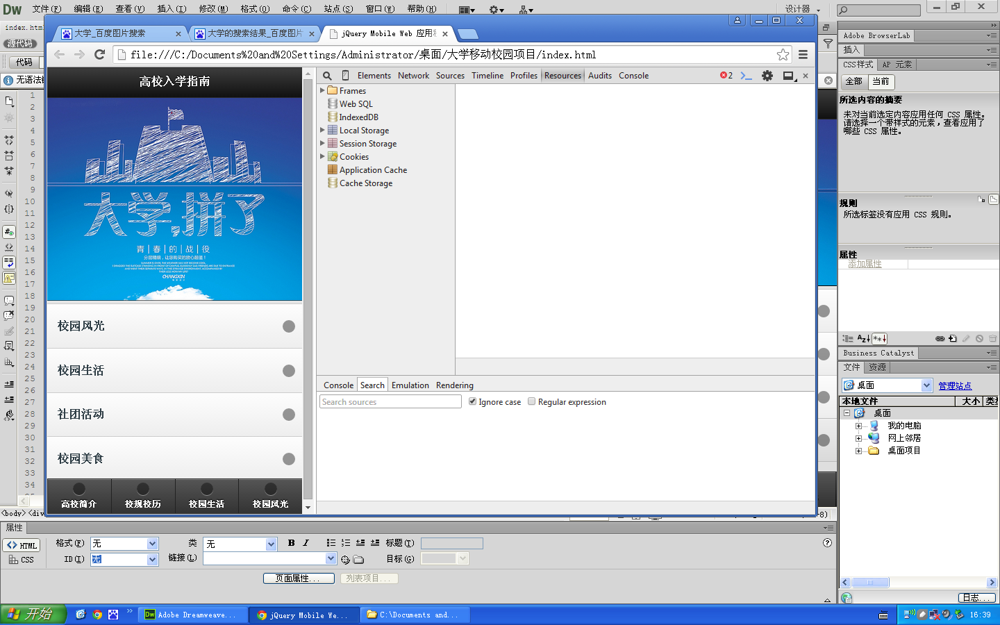 Dw 文件(F) 编辑(E) 查看(V) 插入(I) 修改(M) 格式(O) 命令(C) 站点(S) 窗口(W) 帮助(H) 设计器
index.htm
源代码
代码
无语法错
大学_百度图片搜索
大学的搜索结果_百度图片
jQuery Mobile Web 应用程
file:///C:/Documents%20and%20Settings/Administrator/桌面/大学移动校园项目/index.html
高校入学指南
大学,拼了
青 春 的 战 役
CHANGXIN
校园风光
校园生活
社团活动
校园美食
高校简介
校规校历
校园生活
校园风光
Elements Network Sources Timeline Profiles Resources Audits Console
2
Frames
Web SQL
IndexedDB
Local Storage
Session Storage
Cookies
Application Cache
Cache Storage
Console Search Emulation Rendering
Search sources
Ignore case
Regular expression
1
2
3
4
5
6
7
8
9
10
11
12
13
14
15
16
17
18
19
20
21
22
23
24
25
26
27
28
29
30
31
32
33
34
<body> <div
Adobe BrowserLab
插入
CSS样式 AP 元素
全部 当前
所选内容的摘要
未对当前选定内容应用任何 CSS 属性。
请选择一个带样式的元素，查看应用了
哪些 CSS 属性。
规则
所选标签没有应用 CSS 规则。
属性
添加属性
Business Catalyst
文件 资源
桌面 管理站点
本地文件 大小 类型
桌面
我的电脑
网上邻居
桌面项目
日志...
属性
HTML
CSS
格式(F) 无
ID(I) 无
类 无
链接(L)
B I
标题(T)
目标(G)
页面属性...
列表项目...
开始
Adobe Dreamweave...
jQuery Mobile We...
C:\Documents and...
16:39